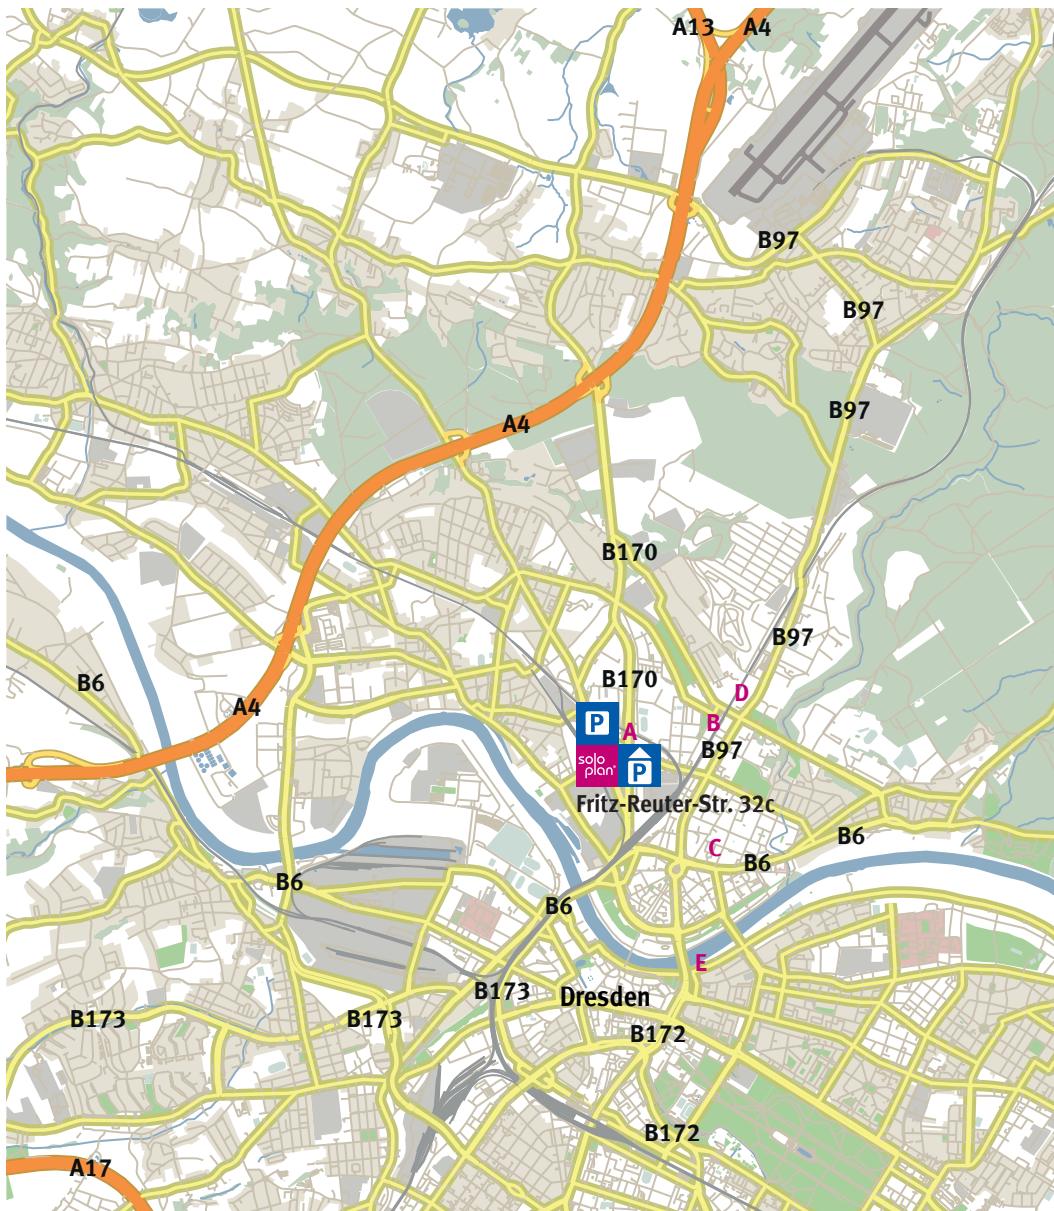 A13
A4
B97
B97
B97
A4
B170
B97
B6
B170
D
A4
B
P
A
B97
solo
plan®
P
Fritz-Reuter-Str. 32c
B6
C
B6
B6
B6
E
B173
Dresden
B173
B173
B172
B172
A17